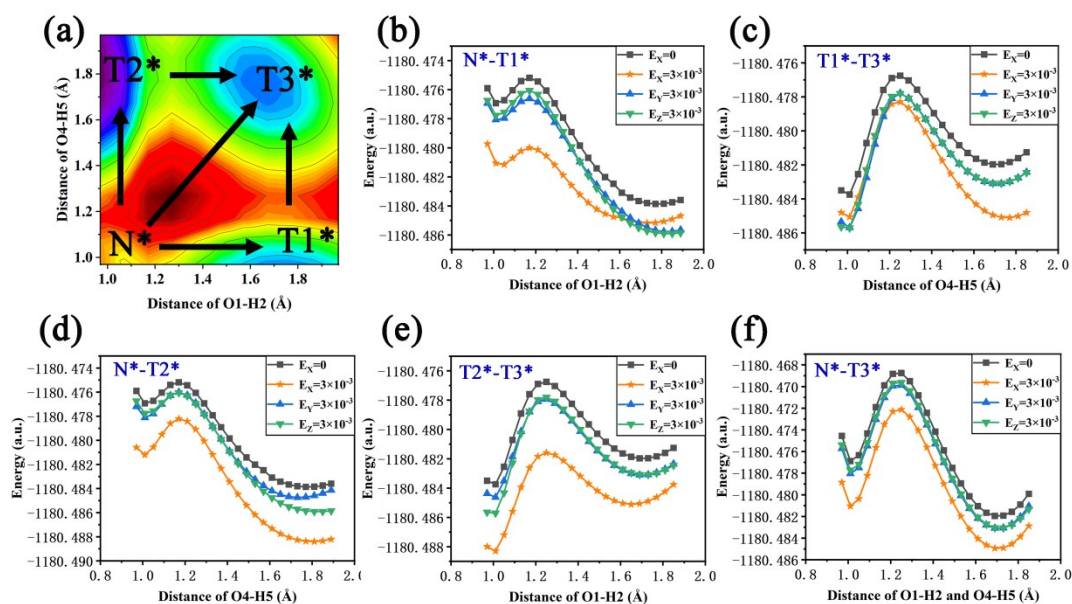 (a)
T2*
T3*
N*
T1*
1.8
1.6
1.4
1.2
1.0
1.0 1.2 1.4 1.6 1.8
Distance of O4-H5 (Å)
Distance of O1-H2 (Å)
(b)
N*-T1*
E_X=0
E_X=3×10⁻³
E_Y=3×10⁻³
E_Z=3×10⁻³
-1180.474
-1180.476
-1180.478
-1180.480
-1180.482
-1180.484
-1180.486
0.8 1.0 1.2 1.4 1.6 1.8 2.0
Energy (a.u.)
Distance of O1-H2 (Å)
(c)
T1*-T3*
E_X=0
E_X=3×10⁻³
E_Y=3×10⁻³
E_Z=3×10⁻³
-1180.476
-1180.478
-1180.480
-1180.482
-1180.484
-1180.486
0.8 1.0 1.2 1.4 1.6 1.8 2.0
Energy (a.u.)
Distance of O4-H5 (Å)
(d)
N*-T2*
E_X=0
E_X=3×10⁻³
E_Y=3×10⁻³
E_Z=3×10⁻³
-1180.474
-1180.476
-1180.478
-1180.480
-1180.482
-1180.484
-1180.486
-1180.488
-1180.490
0.8 1.0 1.2 1.4 1.6 1.8 2.0
Energy (a.u.)
Distance of O4-H5 (Å)
(e)
T2*-T3*
E_X=0
E_X=3×10⁻³
E_Y=3×10⁻³
E_Z=3×10⁻³
-1180.476
-1180.478
-1180.480
-1180.482
-1180.484
-1180.486
-1180.488
0.8 1.0 1.2 1.4 1.6 1.8 2.0
Energy (a.u.)
Distance of O1-H2 (Å)
(f)
N*-T3*
E_X=0
E_X=3×10⁻³
E_Y=3×10⁻³
E_Z=3×10⁻³
-1180.468
-1180.470
-1180.472
-1180.474
-1180.476
-1180.478
-1180.480
-1180.482
-1180.484
-1180.486
0.8 1.0 1.2 1.4 1.6 1.8 2.0
Energy (a.u.)
Distance of O1-H2 and O4-H5 (Å)